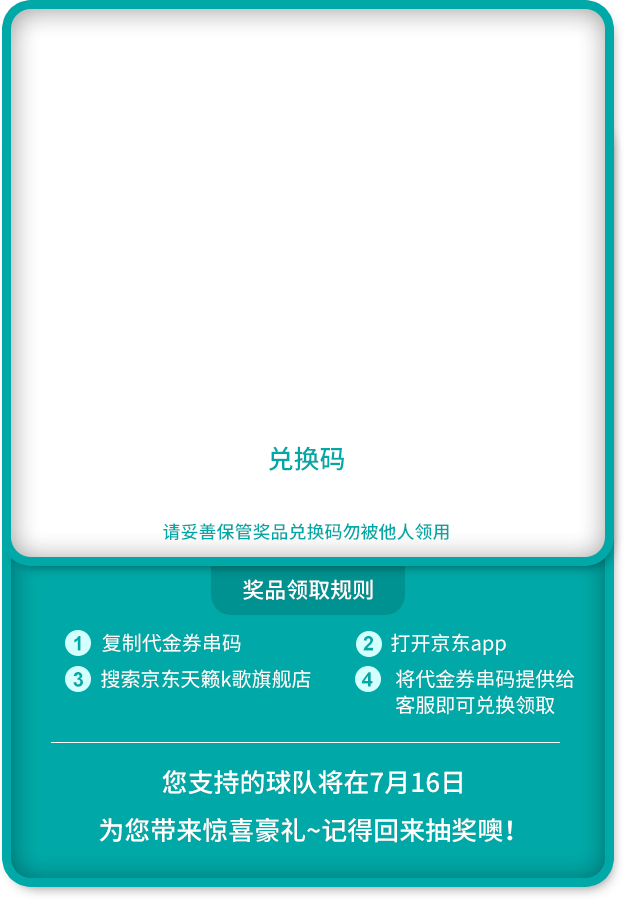 兑换码
请妥善保管奖品兑换码勿被他人领用
奖品领取规则
1 复制代金券串码
2 打开京东app
3 搜索京东天籁k歌旗舰店
4 将代金券串码提供给
客服即可兑换领取
您支持的球队将在7月16日
为您带来惊喜豪礼~记得回来抽奖噢！